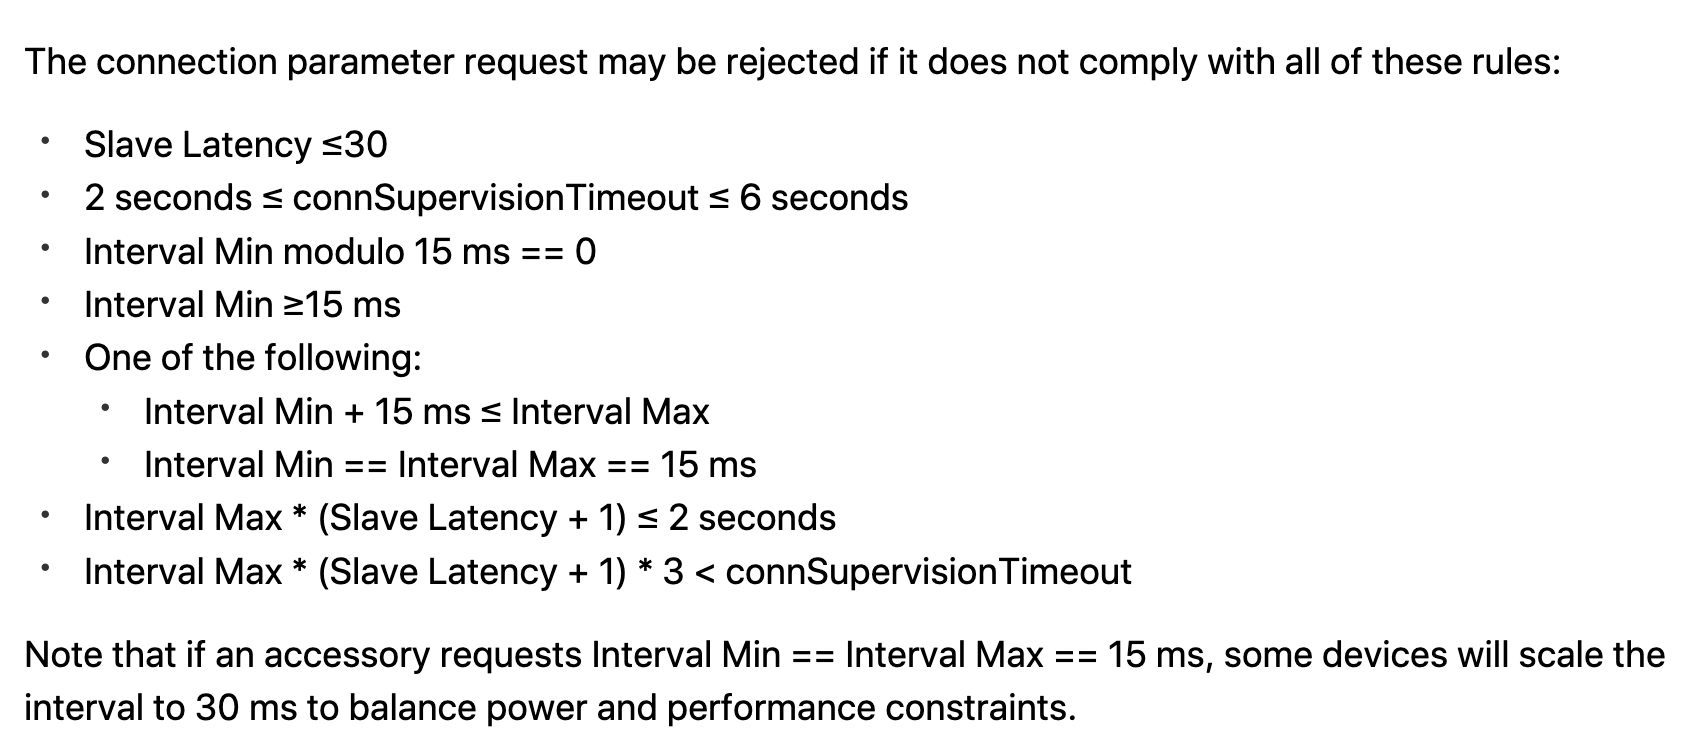 The connection parameter request may be rejected if it does not comply with all of these rules:
• Slave Latency ≤30
• 2 seconds ≤ connSupervisionTimeout ≤ 6 seconds
• Interval Min modulo 15 ms == 0
• Interval Min ≥15 ms
• One of the following:
• Interval Min + 15 ms ≤ Interval Max
• Interval Min == Interval Max == 15 ms
• Interval Max * (Slave Latency + 1) ≤ 2 seconds
• Interval Max * (Slave Latency + 1) * 3 < connSupervisionTimeout
Note that if an accessory requests Interval Min == Interval Max == 15 ms, some devices will scale the
interval to 30 ms to balance power and performance constraints.